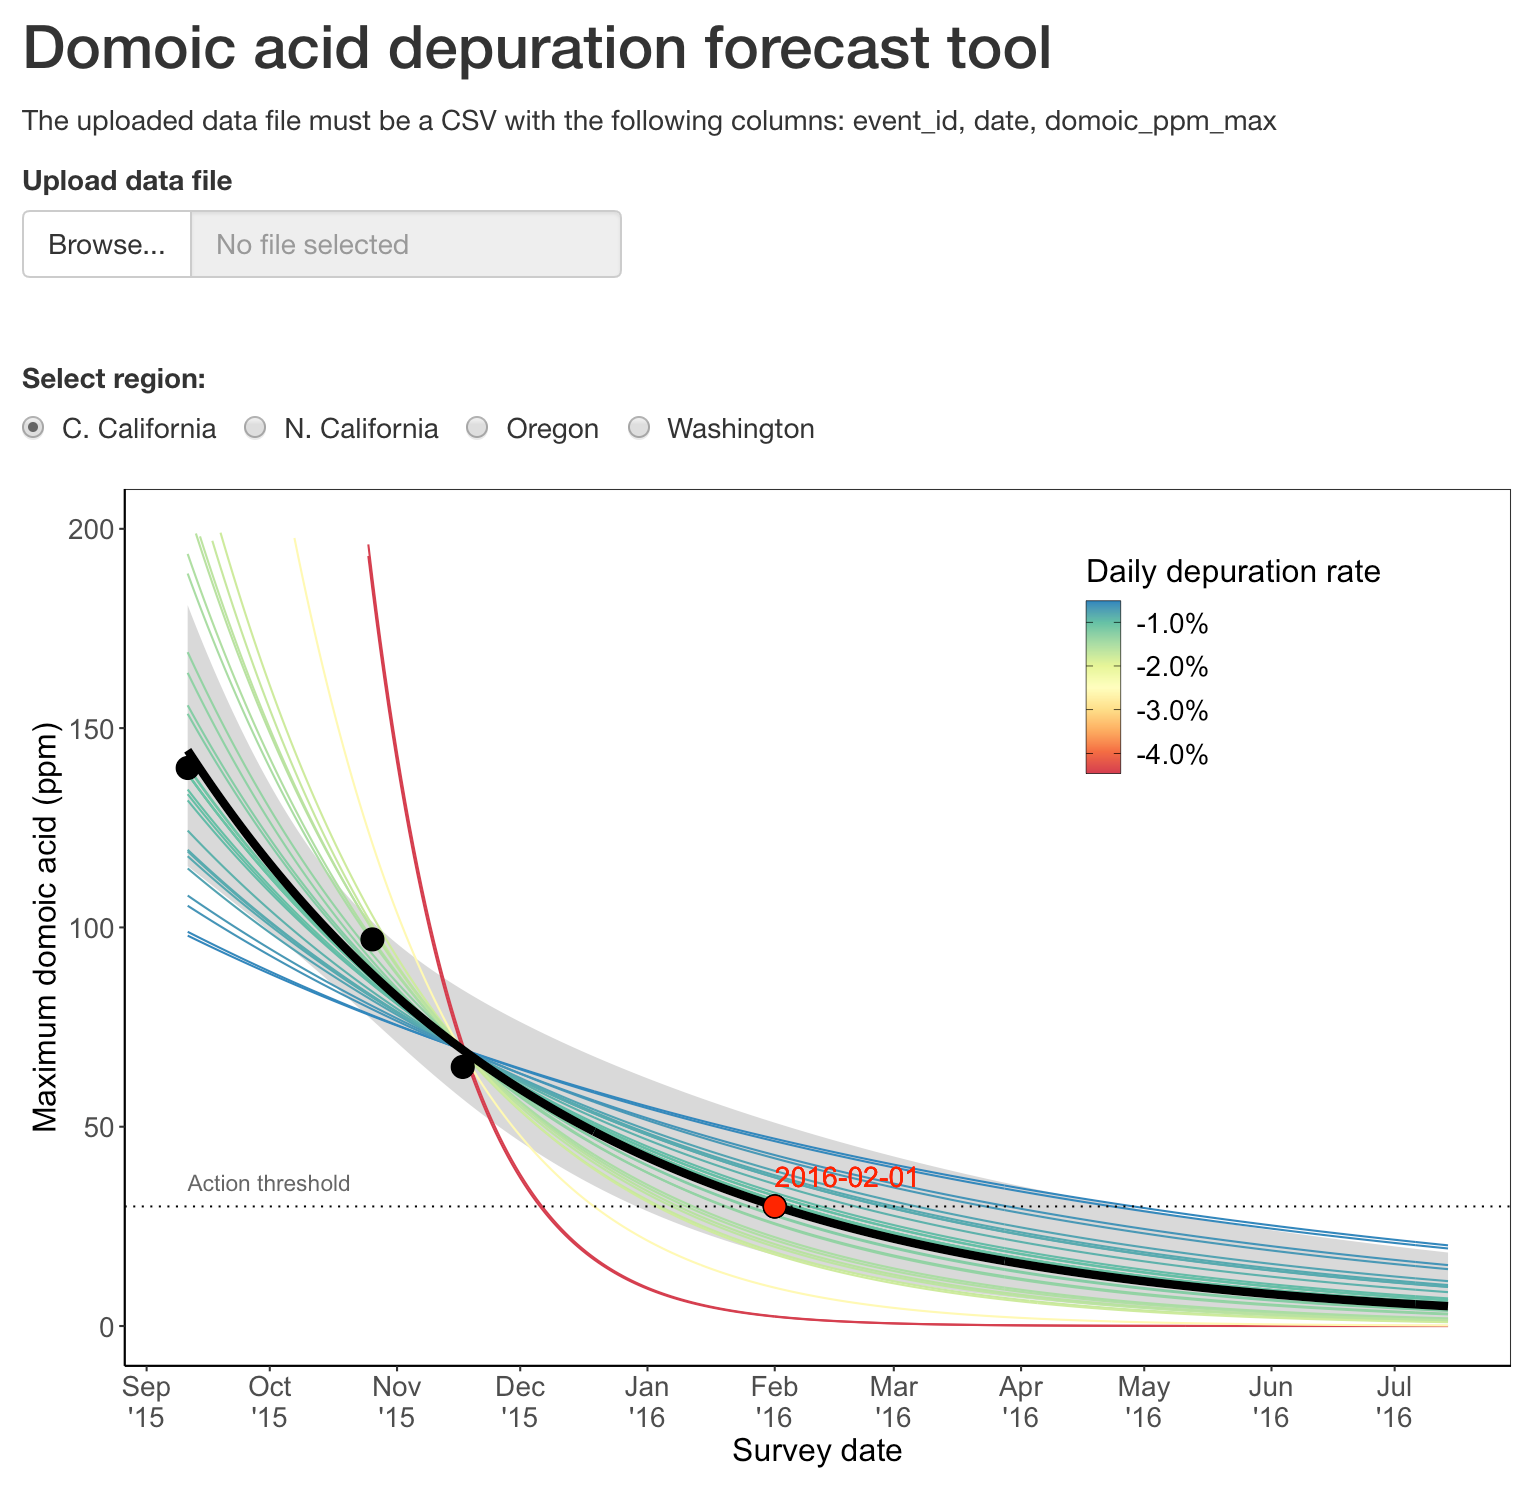 Domoic acid depuration forecast tool
The uploaded data file must be a CSV with the following columns: event_id, date, domoic_ppm_max
Upload data file
Browse... No file selected
Select region:
C. California N. California Oregon Washington
200
150
100
50
0
Maximum domoic acid (ppm)
Daily depuration rate
-1.0%
-2.0%
-3.0%
-4.0%
Action threshold
2016-02-01
Sep Oct Nov Dec Jan Feb Mar Apr May Jun Jul
'15 '15 '15 '15 '16 '16 '16 '16 '16 '16 '16
Survey date